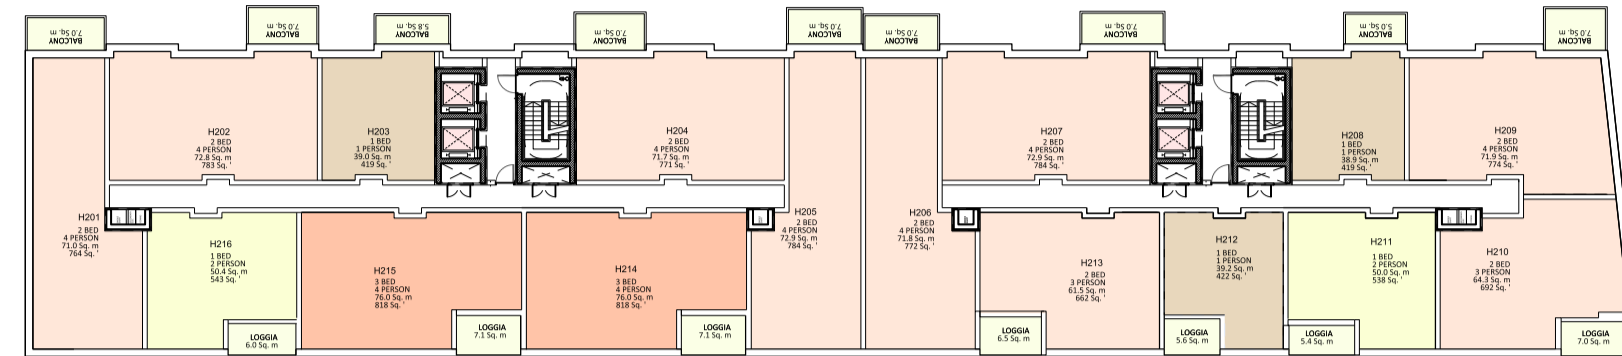 BALCONY
7.0 Sq. m
BALCONY
7.0 Sq. m
BALCONY
5.8 Sq. m
BALCONY
7.0 Sq. m
BALCONY
7.0 Sq. m
BALCONY
7.0 Sq. m
BALCONY
7.0 Sq. m
BALCONY
5.0 Sq. m
BALCONY
7.0 Sq. m
H202
2 BED
4 PERSON
72.8 Sq. m
783 Sq. '
H203
1 BED
1 PERSON
39.0 Sq. m
419 Sq. '
H204
2 BED
4 PERSON
71.7 Sq. m
771 Sq. '
H207
2 BED
4 PERSON
72.9 Sq. m
784 Sq. '
H208
1 BED
1 PERSON
38.9 Sq. m
419 Sq. '
H209
2 BED
4 PERSON
71.9 Sq. m
774 Sq. '
H201
2 BED
4 PERSON
71.0 Sq. m
764 Sq. '
H216
1 BED
2 PERSON
50.4 Sq. m
543 Sq. '
H215
3 BED
4 PERSON
76.0 Sq. m
818 Sq. '
H214
3 BED
4 PERSON
76.0 Sq. m
818 Sq. '
H205
2 BED
4 PERSON
72.9 Sq. m
784 Sq. '
H206
2 BED
4 PERSON
71.8 Sq. m
772 Sq. '
H213
2 BED
3 PERSON
61.5 Sq. m
662 Sq. '
H212
1 BED
1 PERSON
39.2 Sq. m
422 Sq. '
H211
1 BED
2 PERSON
50.0 Sq. m
538 Sq. '
H210
2 BED
3 PERSON
64.3 Sq. m
692 Sq. '
LOGGIA
6.0 Sq. m
LOGGIA
7.1 Sq. m
LOGGIA
7.1 Sq. m
LOGGIA
6.5 Sq. m
LOGGIA
5.6 Sq. m
LOGGIA
5.4 Sq. m
LOGGIA
7.0 Sq. m